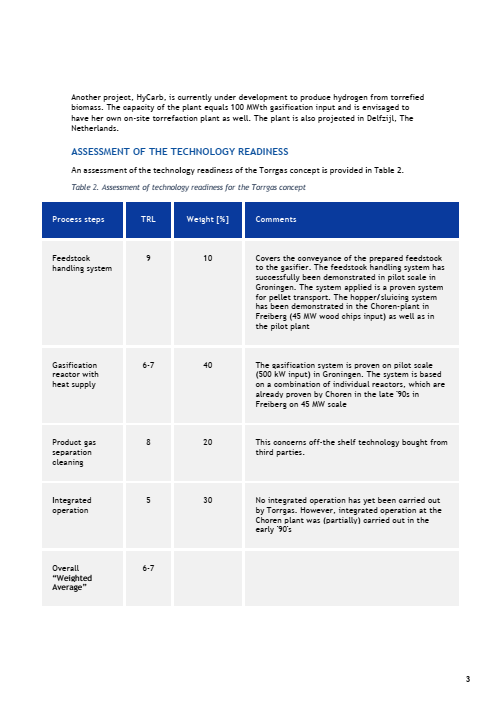 Another project, HyCarb, is currently under development to produce hydrogen from torrefied
biomass. The capacity of the plant equals 100 MWth gasification input and is envisaged to
have her own on-site torrefaction plant as well. The plant is also projected in Delfzijl, The
Netherlands.
ASSESSMENT OF THE TECHNOLOGY READINESS
An assessment of the technology readiness of the Torrgas concept is provided in Table 2.
Table 2. Assessment of technology readiness for the Torrgas concept
Process steps TRL Weight [%] Comments
Feedstock 9 10 Covers the conveyance of the prepared feedstock
handling system to the gasifier. The feedstock handling system has
successfully been demonstrated in pilot scale in
Groningen. The system applied is a proven system
for pellet transport. The hopper/sluicing system
has been demonstrated in the Choren-plant in
Freiberg (45 MW wood chips input) as well as in
the pilot plant
Gasification 6-7 40 The gasification system is proven on pilot scale
reactor with (500 kW input) in Groningen. The system is based
heat supply on a combination of individual reactors, which are
already proven by Choren in the late '90s in
Freiberg on 45 MW scale
Product gas 8 20 This concerns off-the shelf technology bought from
separation third parties.
cleaning
Integrated 5 30 No integrated operation has yet been carried out
operation by Torrgas. However, integrated operation at the
Choren plant was (partially) carried out in the
early '90's
Overall 6-7
"Weighted
Average"
3